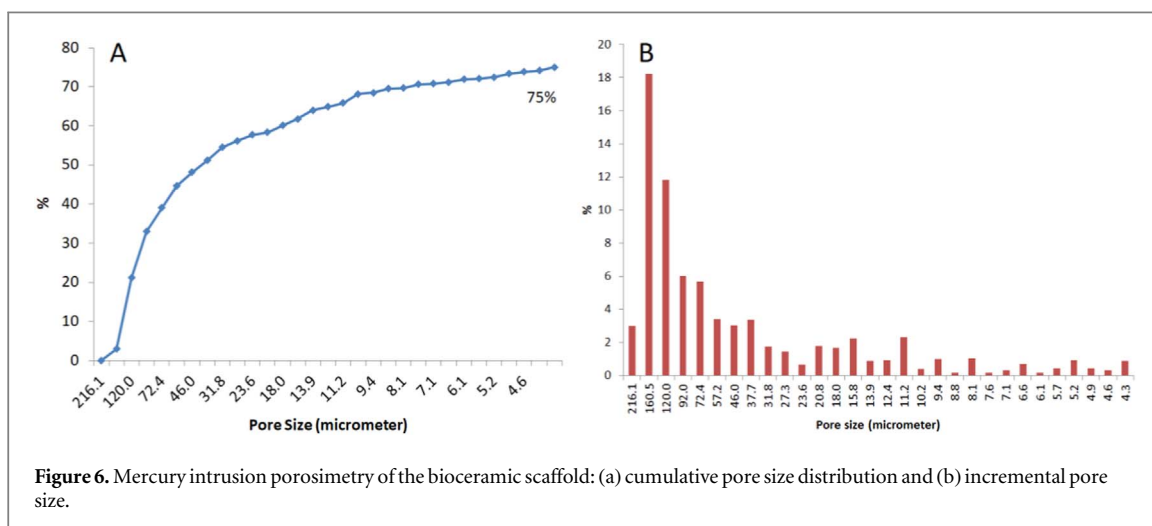 A
80
70
60
50
40
30
20
10
0
%
75%
216.1 120.0 72.4 46.0 31.8 23.6 18.0 13.9 11.2 9.4 8.1 7.1 6.1 5.2 4.6
Pore Size (micrometer)
B
20
18
16
14
12
10
8
6
4
2
0
%
216.1 160.5 120.0 92.0 72.4 57.2 46.0 37.7 31.8 27.3 23.6 20.8 18.0 15.8 13.9 12.4 11.2 10.2 9.4 8.8 8.1 7.6 7.1 6.6 6.1 5.7 5.2 4.9 4.6 4.3
Pore size (micrometer)
Figure 6. Mercury intrusion porosimetry of the bioceramic scaffold: (a) cumulative pore size distribution and (b) incremental pore
size.